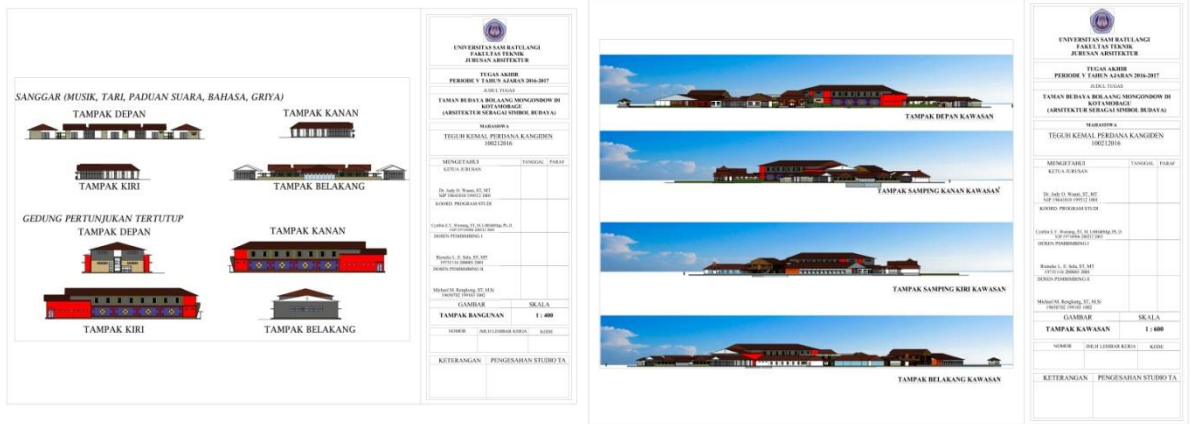 SANGGAR (MUSIK, TARI, PADUAN SUARA, BAHASA, GRIYA)
TAMPAK DEPAN
TAMPAK KANAN
TAMPAK KIRI
TAMPAK BELAKANG
GEDUNG PERTUNJUKAN TERTUTUP
TAMPAK DEPAN
TAMPAK KANAN
TAMPAK KIRI
TAMPAK BELAKANG
UNIVERSITAS SAM RATULANGI
FAKULTAS TEKNIK
JURUSAN ARSITEKTUR
TUGAS AKHIR
PERIODE V TAHUN AJARAN 2016-2017
JUDUL TUGAS
TAMAN BUDAYA BOLAANG MONGONDOW DI
KOTAMOBAGU
(ARSITEKTUR SEBAGAI SIMBOL BUDAYA)
MAHASISWA
TEGUH KEMAL PERDANA KANGIDEN
100212016
MENGETAHUI TANGGAL PARAF
KETUA JURUSAN
KOORD. PROGRAM STUDI
DOSEN PEMBIMBING I
DOSEN PEMBIMBING II
GAMBAR SKALA
TAMPAK BANGUNAN 1 : 400
NOMOR JMLH LEMBAR KERJA KODE
KETERANGAN PENGESAHAN STUDIO TA
TAMPAK DEPAN KAWASAN
TAMPAK SAMPING KANAN KAWASAN
TAMPAK SAMPING KIRI KAWASAN
TAMPAK BELAKANG KAWASAN
UNIVERSITAS SAM RATULANGI
FAKULTAS TEKNIK
JURUSAN ARSITEKTUR
TUGAS AKHIR
PERIODE V TAHUN AJARAN 2016-2017
JUDUL TUGAS
TAMAN BUDAYA BOLAANG MONGONDOW DI
KOTAMOBAGU
(ARSITEKTUR SEBAGAI SIMBOL BUDAYA)
MAHASISWA
TEGUH KEMAL PERDANA KANGIDEN
100212016
MENGETAHUI TANGGAL PARAF
KETUA JURUSAN
KOORD. PROGRAM STUDI
DOSEN PEMBIMBING I
DOSEN PEMBIMBING II
GAMBAR SKALA
TAMPAK KAWASAN 1 : 600
NOMOR JMLH LEMBAR KERJA KODE
KETERANGAN PENGESAHAN STUDIO TA